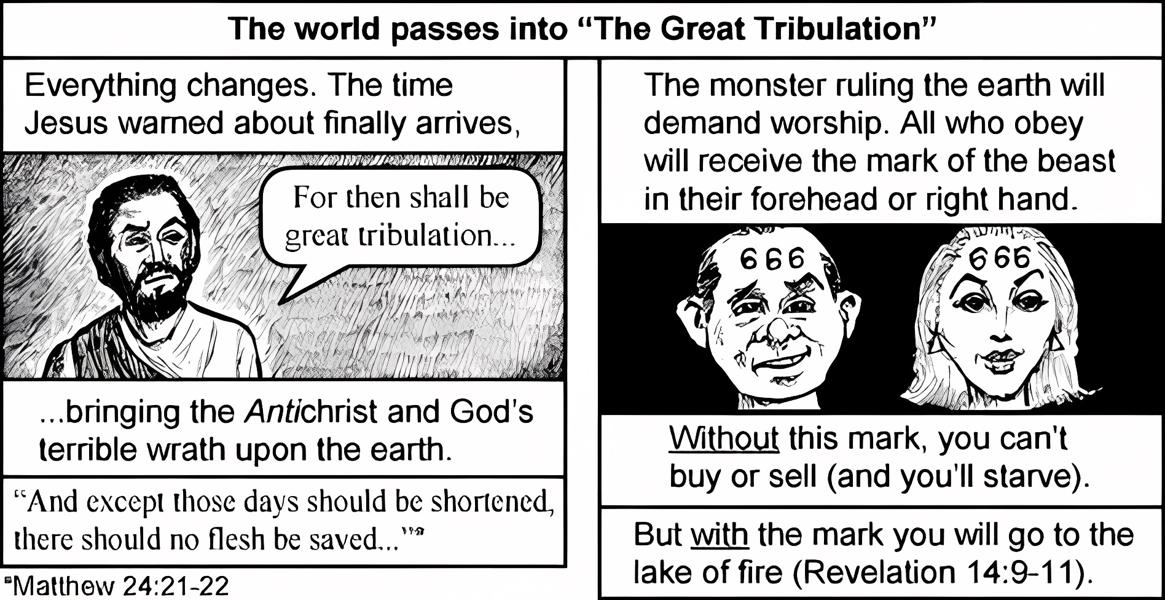 The world passes into “The Great Tribulation”
Everything changes. The time
Jesus warned about finally arrives,
For then shall be
great tribulation...
...bringing the Antichrist and God's
terrible wrath upon the earth.
“And except those days should be shortened,
there should no flesh be saved...”*
*Matthew 24:21-22
The monster ruling the earth will
demand worship. All who obey
will receive the mark of the beast
in their forehead or right hand.
666
666
Without this mark, you can't
buy or sell (and you'll starve).
But with the mark you will go to the
lake of fire (Revelation 14:9-11).